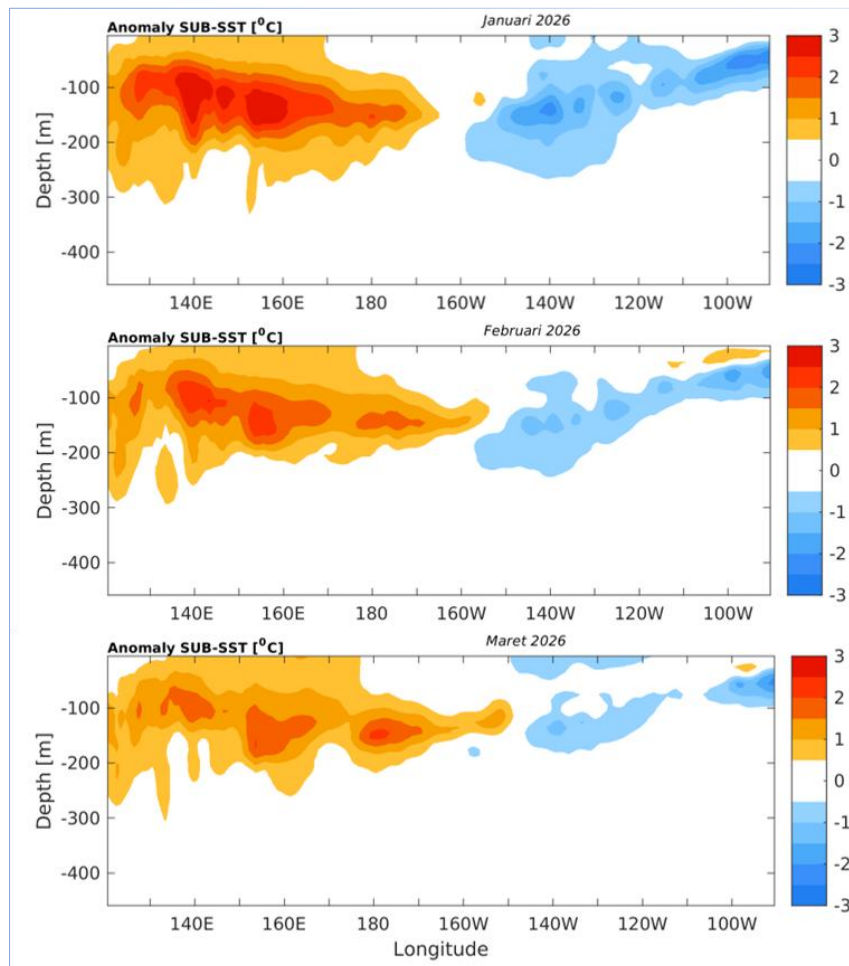 Anomaly SUB-SST [⁰C]
Januari 2026
Depth [m]
-100
-200
-300
-400
140E 160E 180 160W 140W 120W 100W
3
2
1
0
-1
-2
-3
Anomaly SUB-SST [⁰C]
Februari 2026
Depth [m]
-100
-200
-300
-400
140E 160E 180 160W 140W 120W 100W
3
2
1
0
-1
-2
-3
Anomaly SUB-SST [⁰C]
Maret 2026
Depth [m]
-100
-200
-300
-400
140E 160E 180 160W 140W 120W 100W
Longitude
3
2
1
0
-1
-2
-3